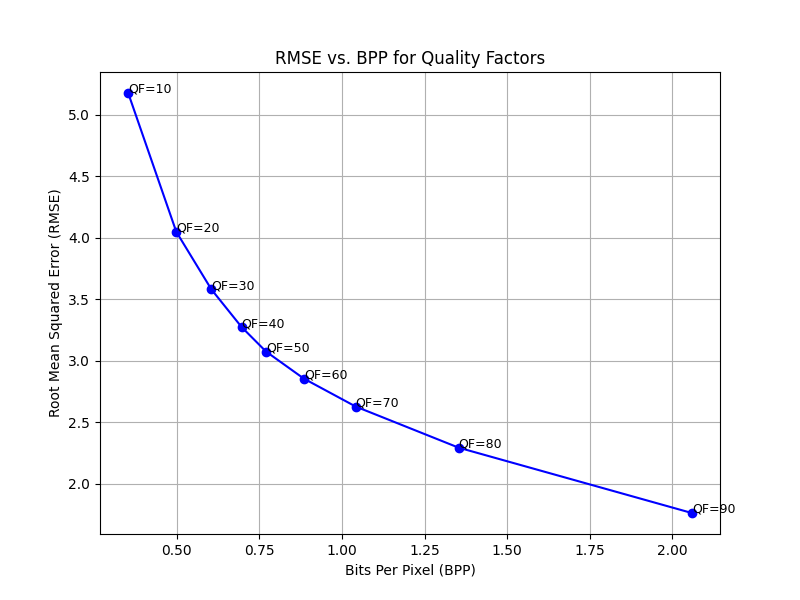 RMSE vs. BPP for Quality Factors
Root Mean Squared Error (RMSE)
5.0
4.5
4.0
3.5
3.0
2.5
2.0
QF=10
QF=20
QF=30
QF=40
QF=50
QF=60
QF=70
QF=80
QF=90
0.50 0.75 1.00 1.25 1.50 1.75 2.00
Bits Per Pixel (BPP)